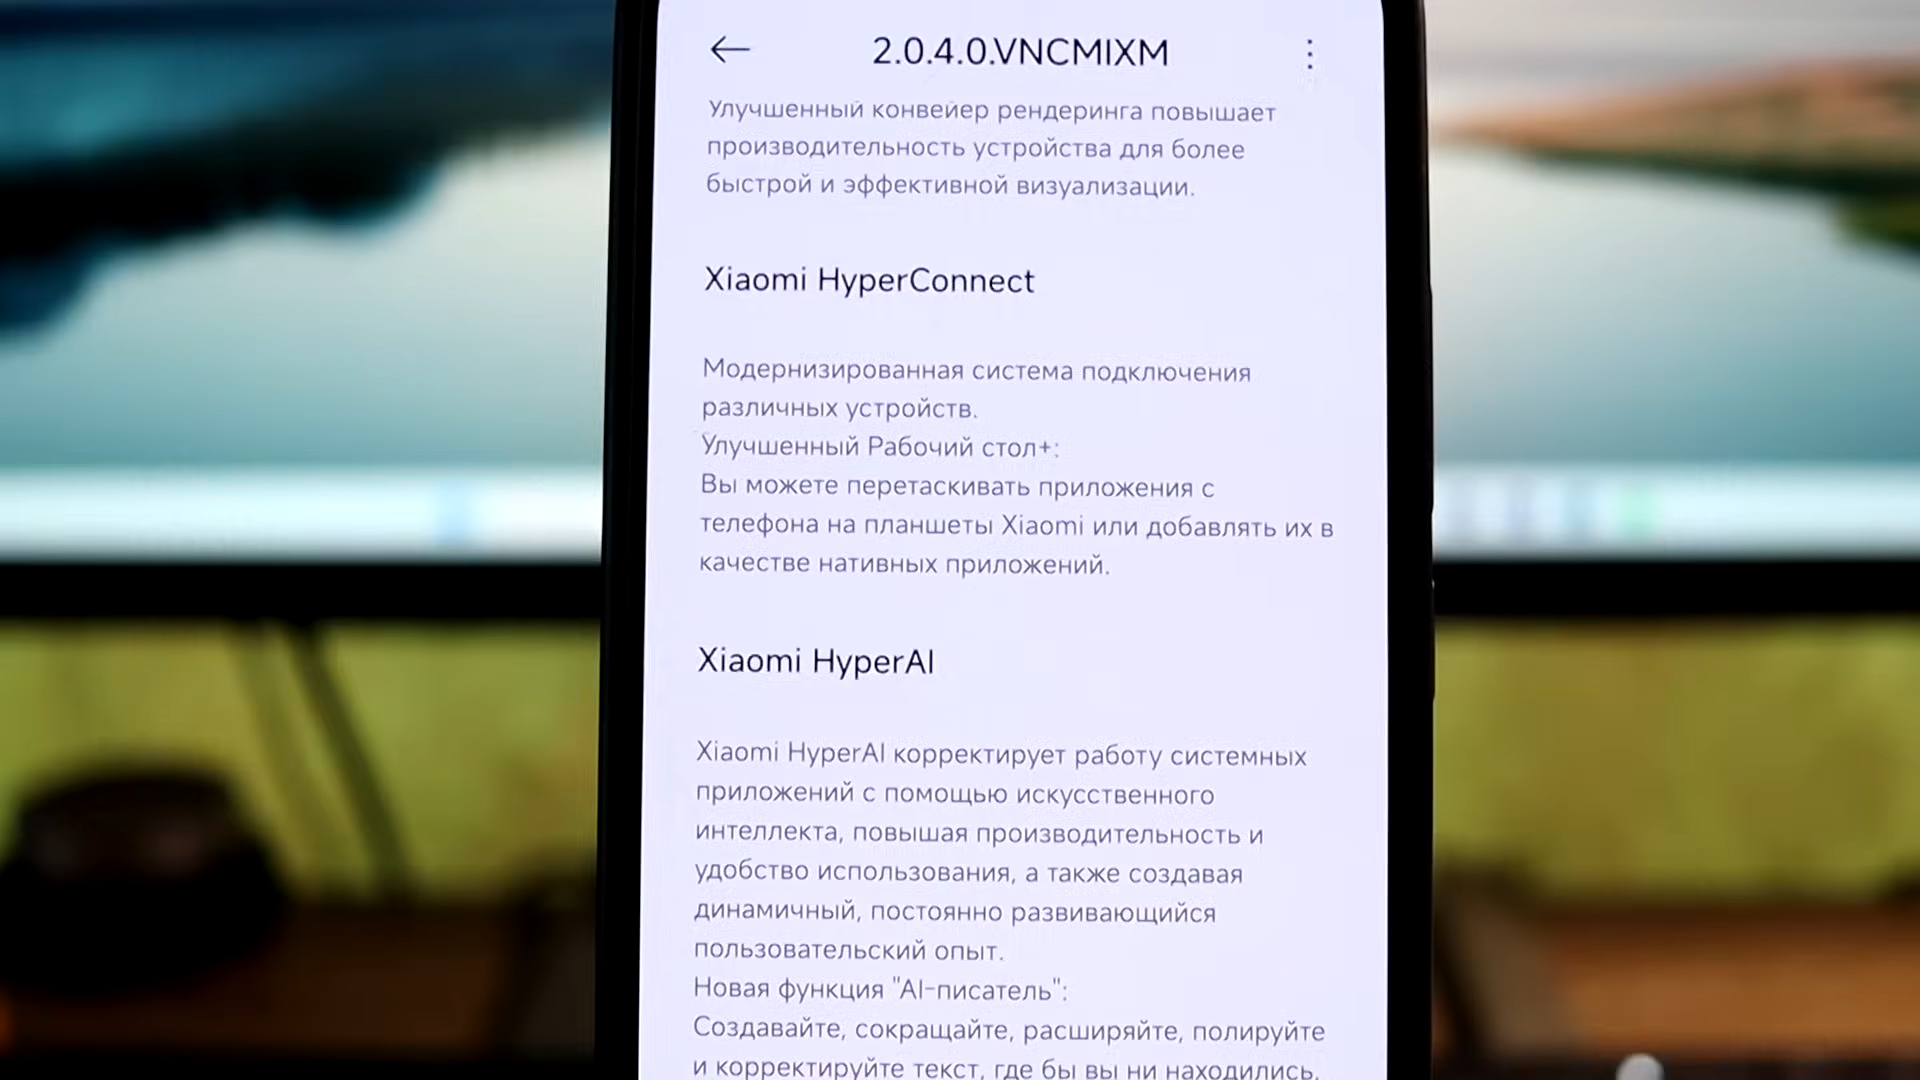 2.0.4.0.VNCMIXM
Улучшенный конвейер рендеринга повышает
производительность устройства для более
быстрой и эффективной визуализации.
Xiaomi HyperConnect
Модернизированная система подключения
различных устройств.
Улучшенный Рабочий стол+:
Вы можете перетаскивать приложения с
телефона на планшеты Xiaomi или добавлять их в
качестве нативных приложений.
Xiaomi HyperAI
Xiaomi HyperAI корректирует работу системных
приложений с помощью искусственного
интеллекта, повышая производительность и
удобство использования, а также создавая
динамичный, постоянно развивающийся
пользовательский опыт.
Новая функция "AI-писатель":
Создавайте, сокращайте, расширяйте, полируйте
и корректируйте текст, где бы вы ни находились.